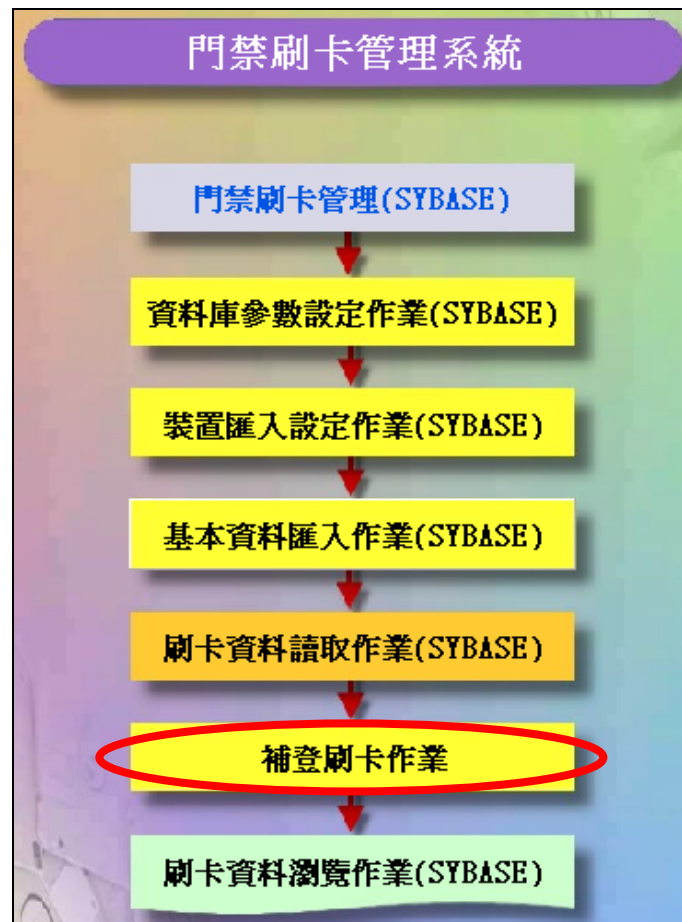 門禁刷卡管理系統
門禁刷卡管理(SYBASE)
資料庫參數設定作業(SYBASE)
裝置匯入設定作業(SYBASE)
基本資料匯入作業(SYBASE)
刷卡資料讀取作業(SYBASE)
補登刷卡作業
刷卡資料瀏覽作業(SYBASE)